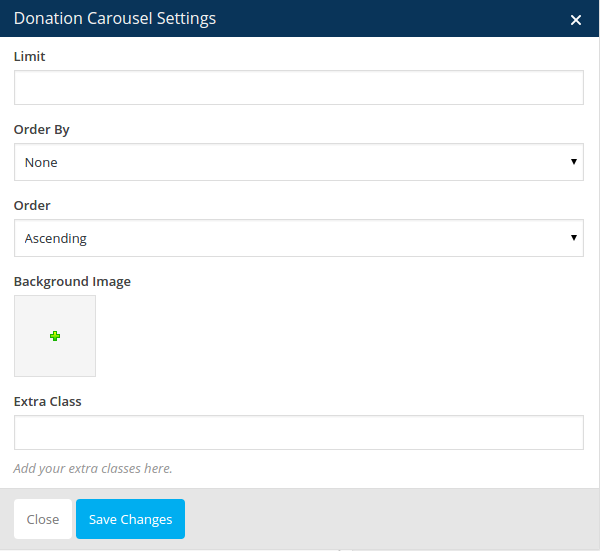 Donation Carousel Settings
Limit
Order By
None
Order
Ascending
Background Image
Extra Class
Add your extra classes here.
Close Save Changes